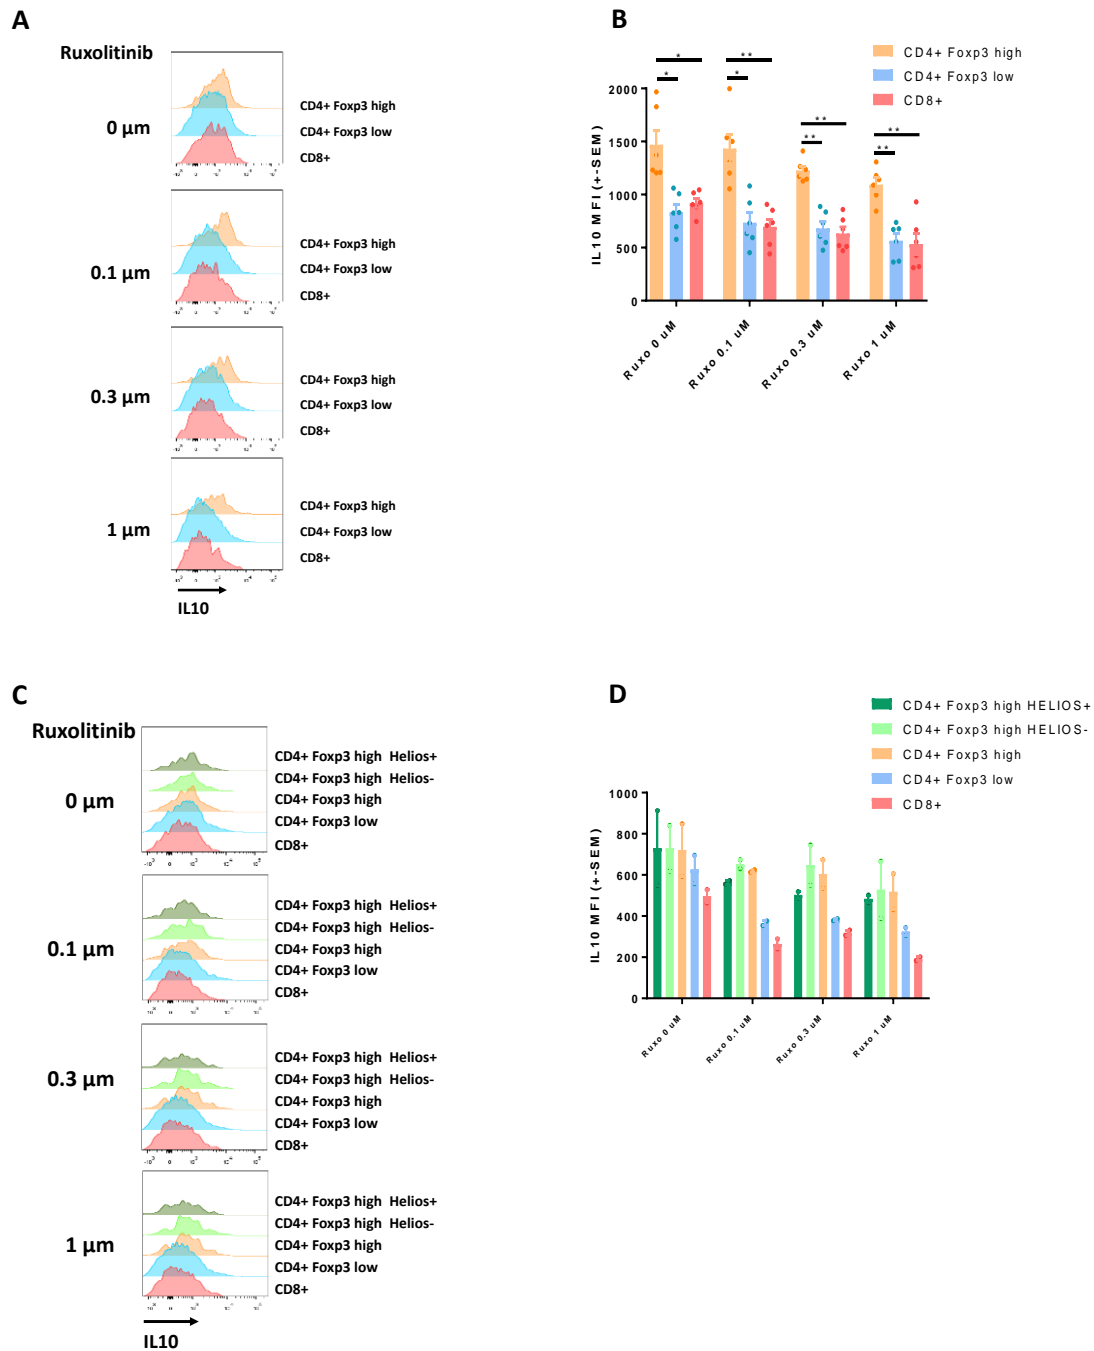 A
Ruxolitinib
0 µm
CD4+ Foxp3 high
CD4+ Foxp3 low
CD8+
0.1 µm
CD4+ Foxp3 high
CD4+ Foxp3 low
CD8+
0.3 µm
CD4+ Foxp3 high
CD4+ Foxp3 low
CD8+
1 µm
CD4+ Foxp3 high
CD4+ Foxp3 low
CD8+
IL10
B
CD4+ Foxp3 high
CD4+ Foxp3 low
CD8+
* * ** * ** ** ** **
IL10 MFI (+-SEM)
2000
1500
1000
500
0
Ruxo 0 uM
Ruxo 0.1 uM
Ruxo 0.3 uM
Ruxo 1 uM
C
Ruxolitinib
0 µm
CD4+ Foxp3 high Helios+
CD4+ Foxp3 high Helios-
CD4+ Foxp3 high
CD4+ Foxp3 low
CD8+
0.1 µm
CD4+ Foxp3 high Helios+
CD4+ Foxp3 high Helios-
CD4+ Foxp3 high
CD4+ Foxp3 low
CD8+
0.3 µm
CD4+ Foxp3 high Helios+
CD4+ Foxp3 high Helios-
CD4+ Foxp3 high
CD4+ Foxp3 low
CD8+
1 µm
CD4+ Foxp3 high Helios+
CD4+ Foxp3 high Helios-
CD4+ Foxp3 high
CD4+ Foxp3 low
CD8+
IL10
D
CD4+ Foxp3 high HELIOS+
CD4+ Foxp3 high HELIOS-
CD4+ Foxp3 high
CD4+ Foxp3 low
CD8+
IL10 MFI (+-SEM)
1000
800
600
400
200
0
Ruxo 0 uM
Ruxo 0.1 uM
Ruxo 0.3 uM
Ruxo 1 uM